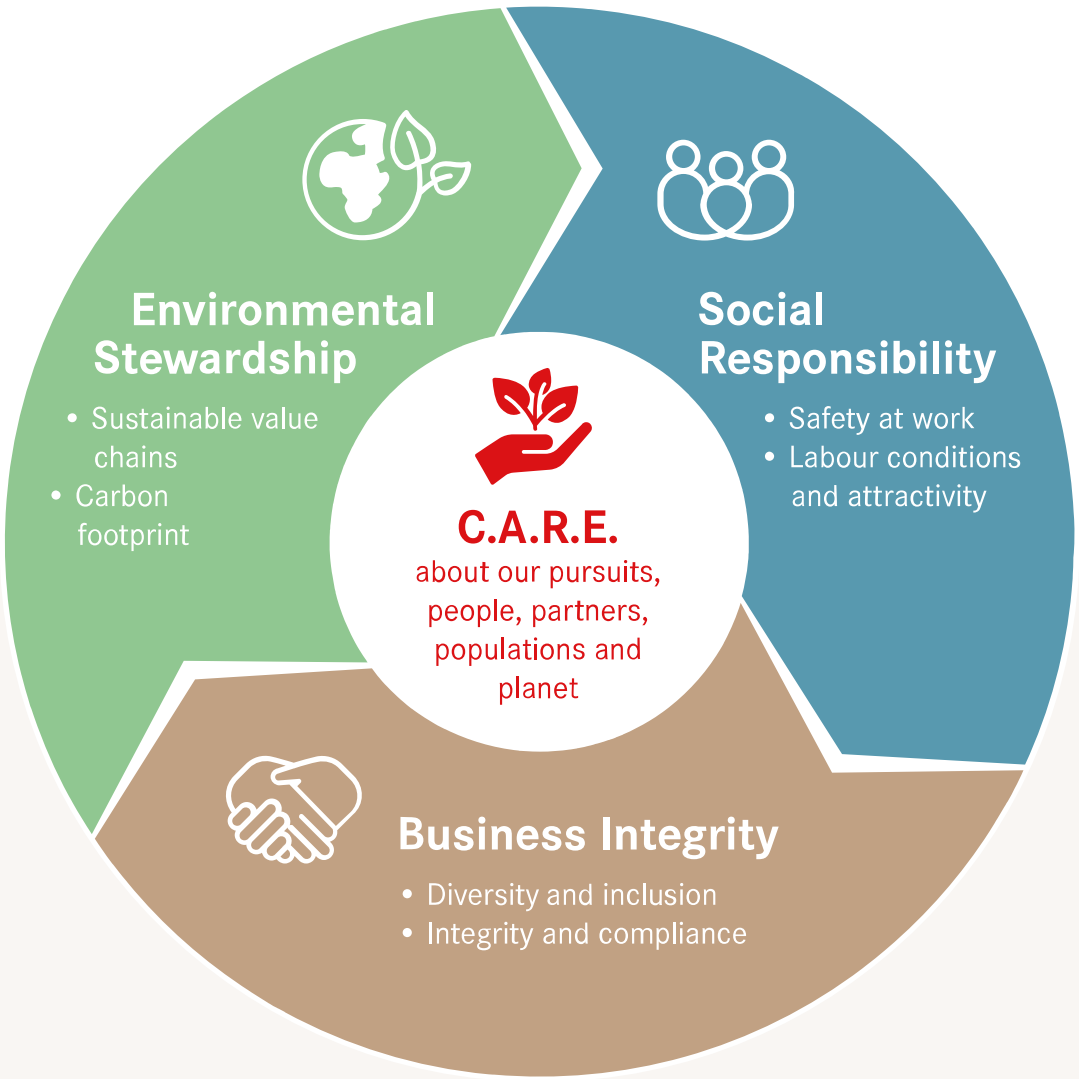 Environmental
Stewardship
• Sustainable value
chains
• Carbon
footprint
Social
Responsibility
• Safety at work
• Labour conditions
and attractivity
C.A.R.E.
about our pursuits,
people, partners,
populations and
planet
Business Integrity
• Diversity and inclusion
• Integrity and compliance